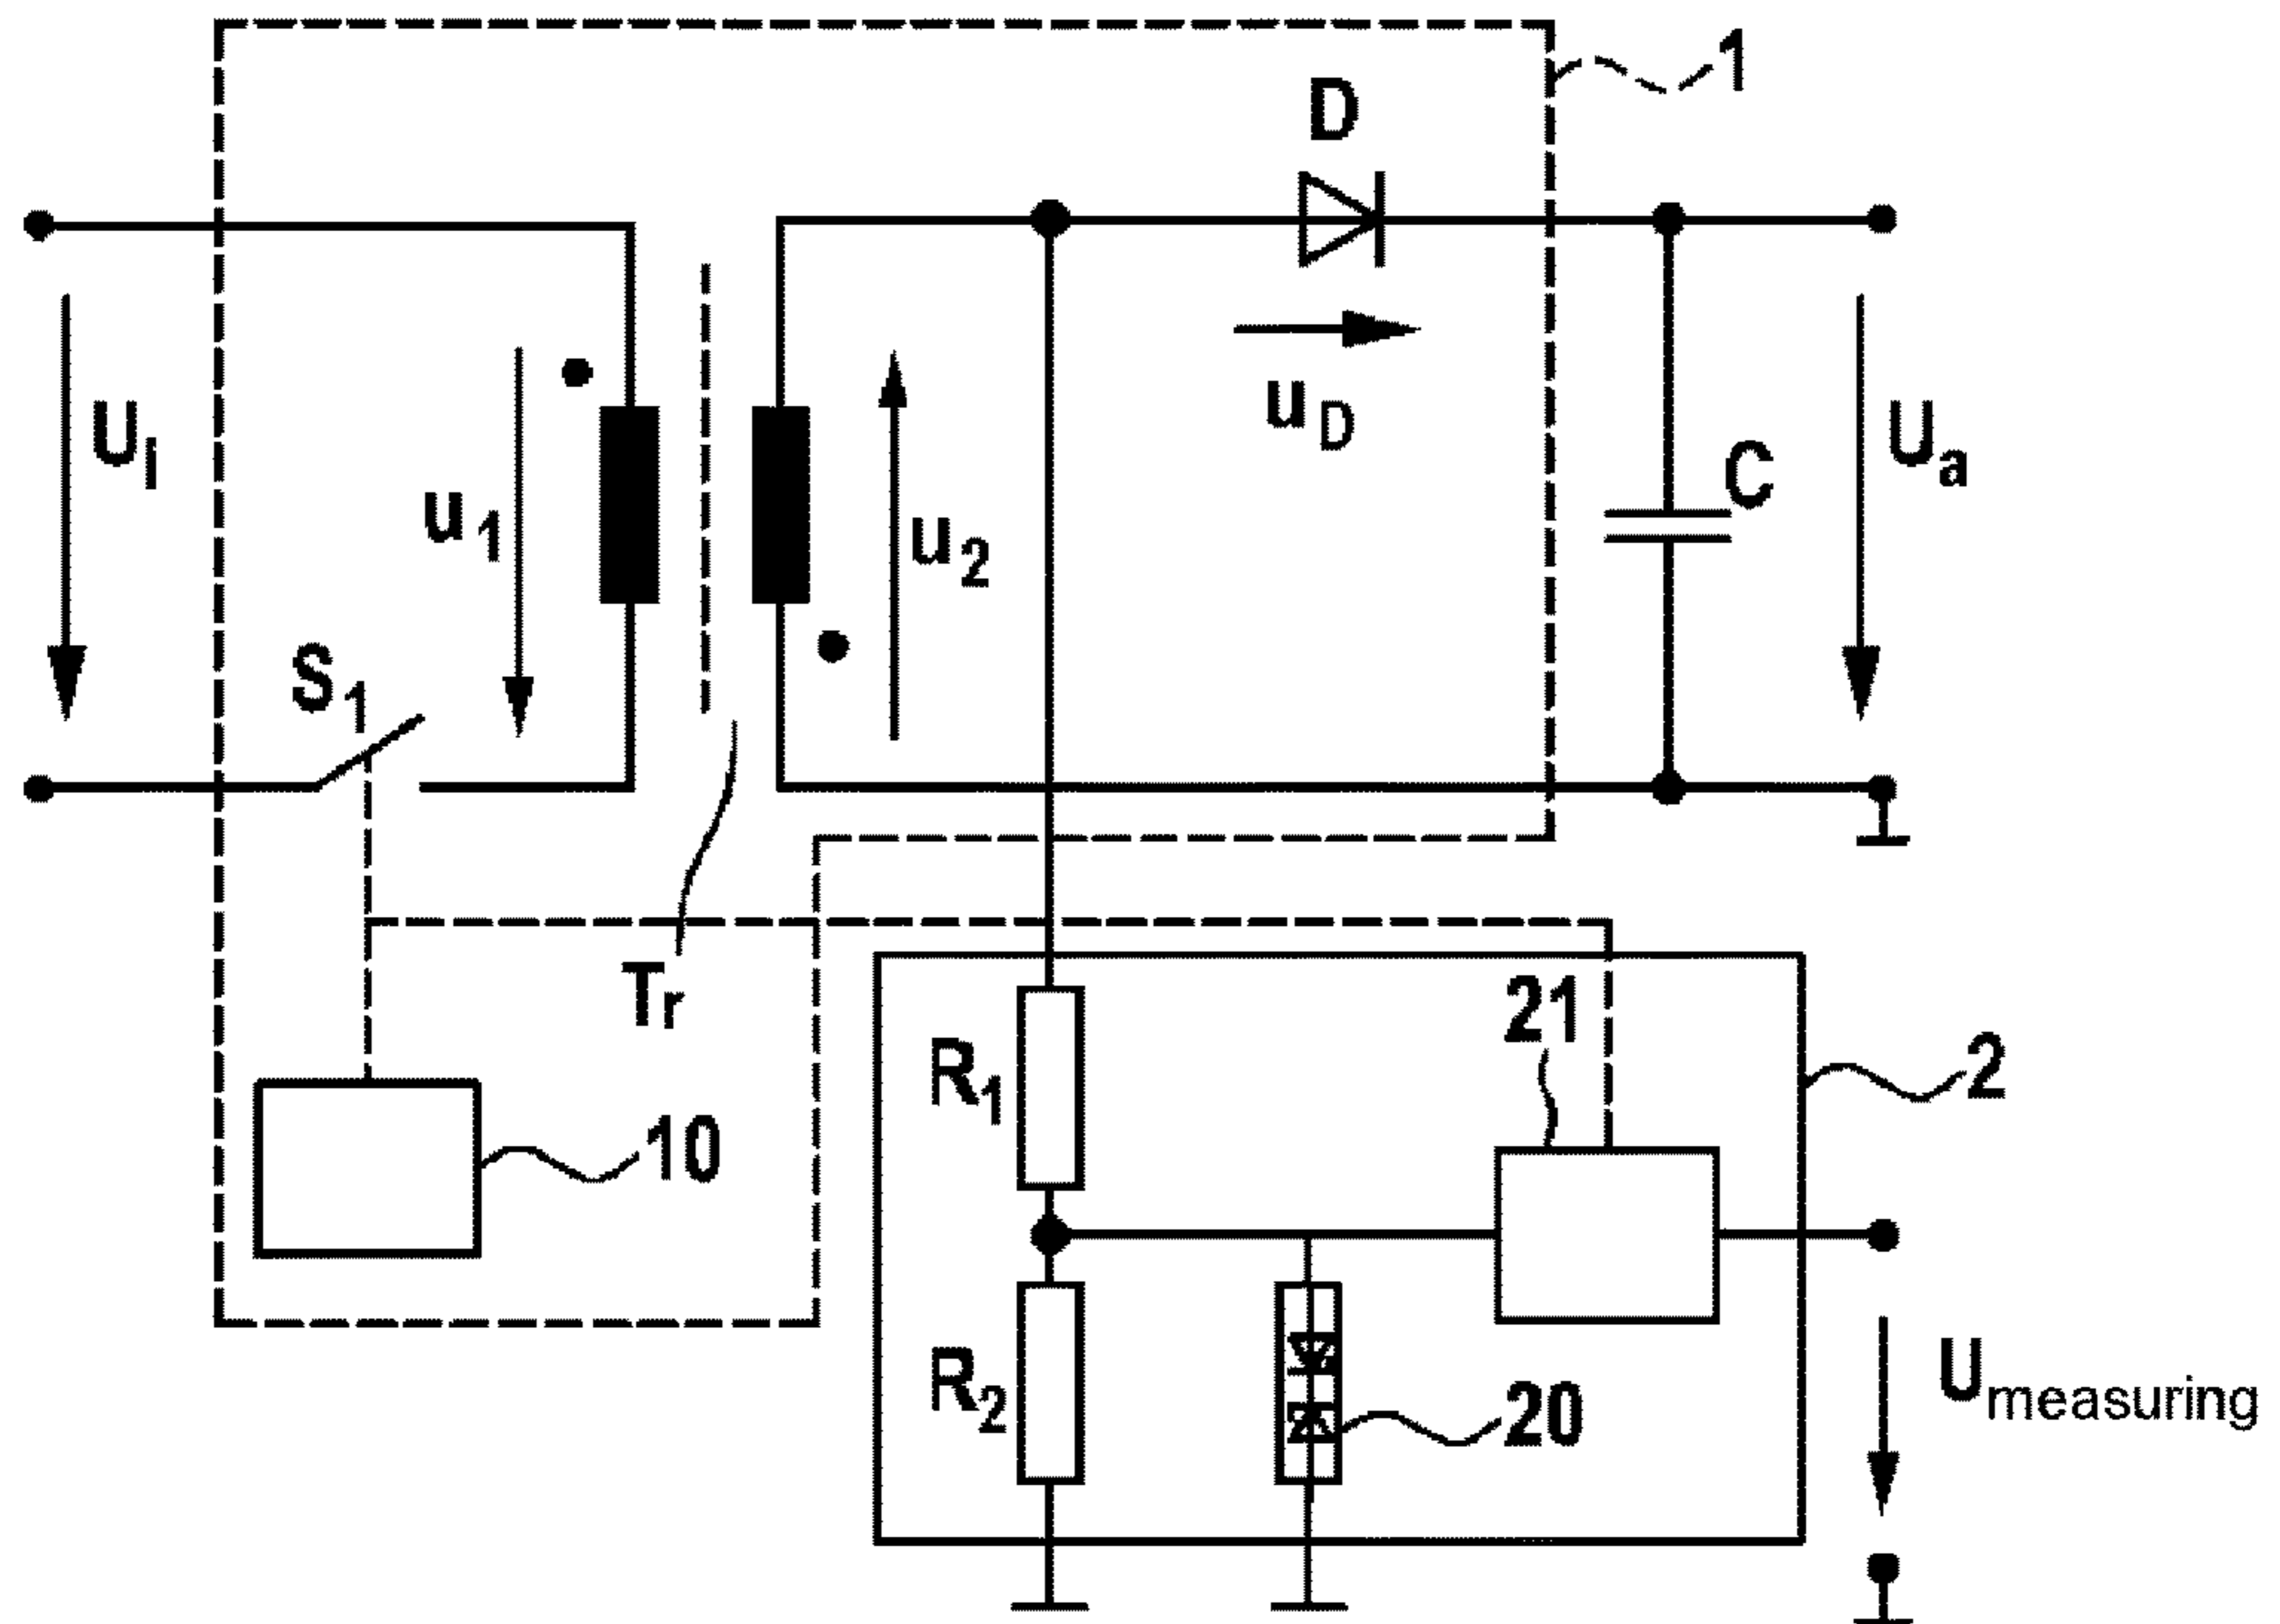 1
D
U_i
u_1
u_2
u_D
C
U_a
S_1
T_r
10
R_1
21
2
R_2
20
U_measuring